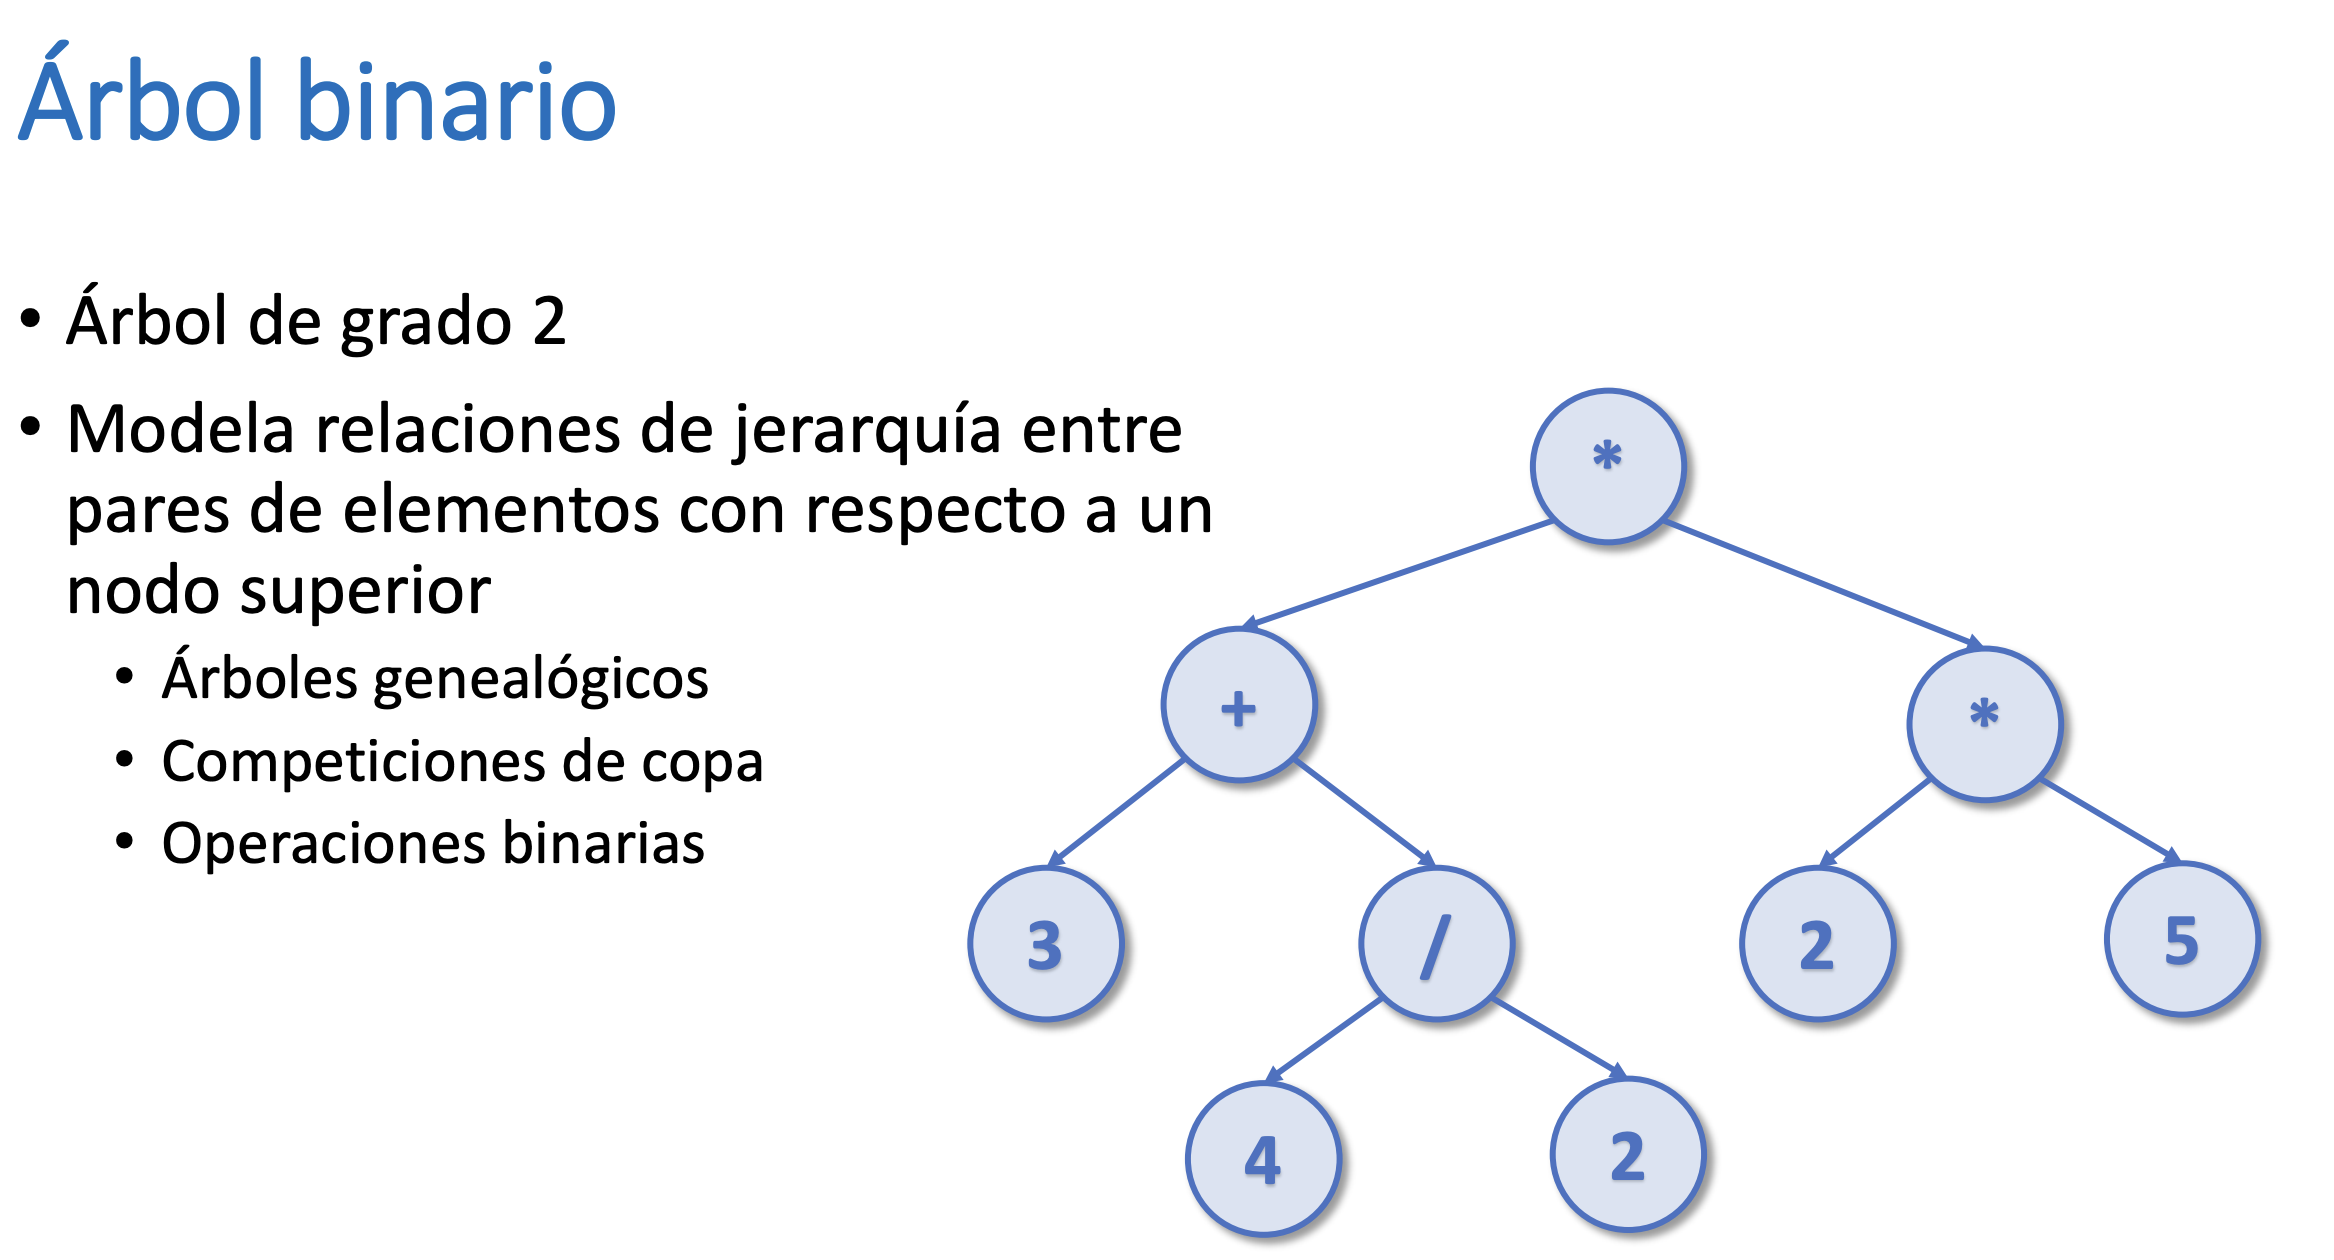 Árbol binario
• Árbol de grado 2
• Modela relaciones de jerarquía entre
pares de elementos con respecto a un
nodo superior
• Árboles genealógicos
• Competiciones de copa
• Operaciones binarias
*
+
*
3
/
2
5
4
2